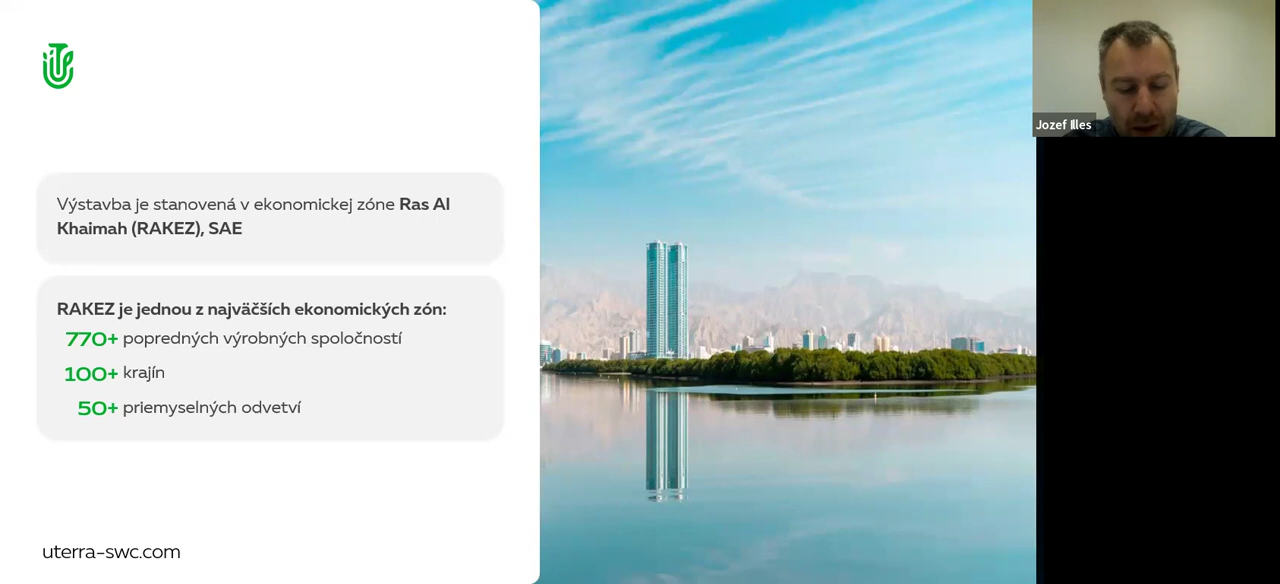 Výstavba je stanovená v ekonomickej zóne Ras Al
Khaimah (RAKEZ), SAE
RAKEZ je jednou z najväčších ekonomických zón:
770+ popredných výrobných spoločností
100+ krajín
50+ priemyselných odvetví
uterra-swc.com
Jozef Illes